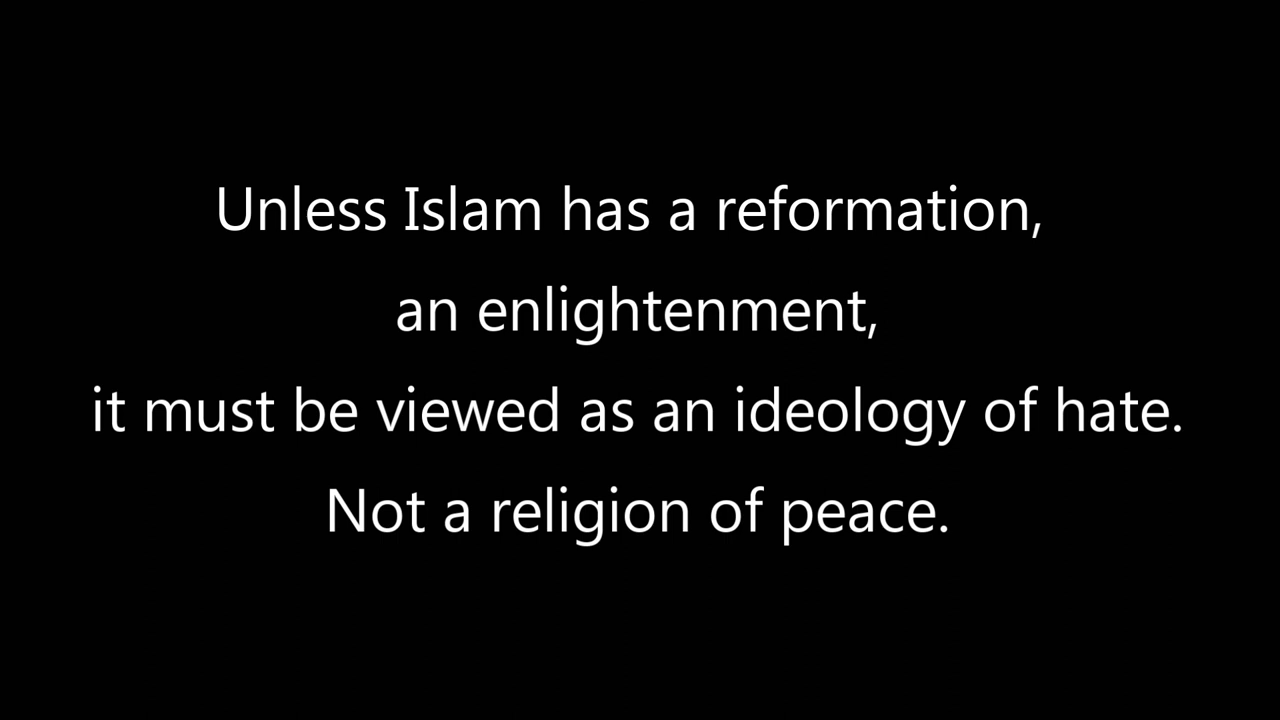 Unless Islam has a reformation,
an enlightenment,
it must be viewed as an ideology of hate.
Not a religion of peace.